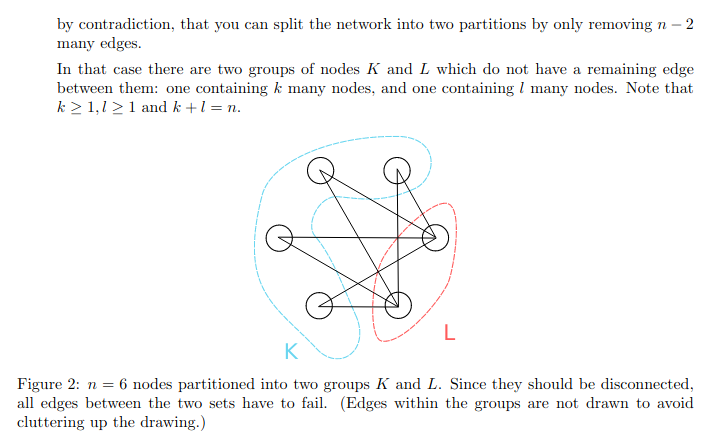 by contradiction, that you can split the network into two partitions by only removing n − 2
many edges.
In that case there are two groups of nodes K and L which do not have a remaining edge
between them: one containing k many nodes, and one containing l many nodes. Note that
k ≥ 1, l ≥ 1 and k + l = n.
K
L
Figure 2: n = 6 nodes partitioned into two groups K and L. Since they should be disconnected,
all edges between the two sets have to fail. (Edges within the groups are not drawn to avoid
cluttering up the drawing.)